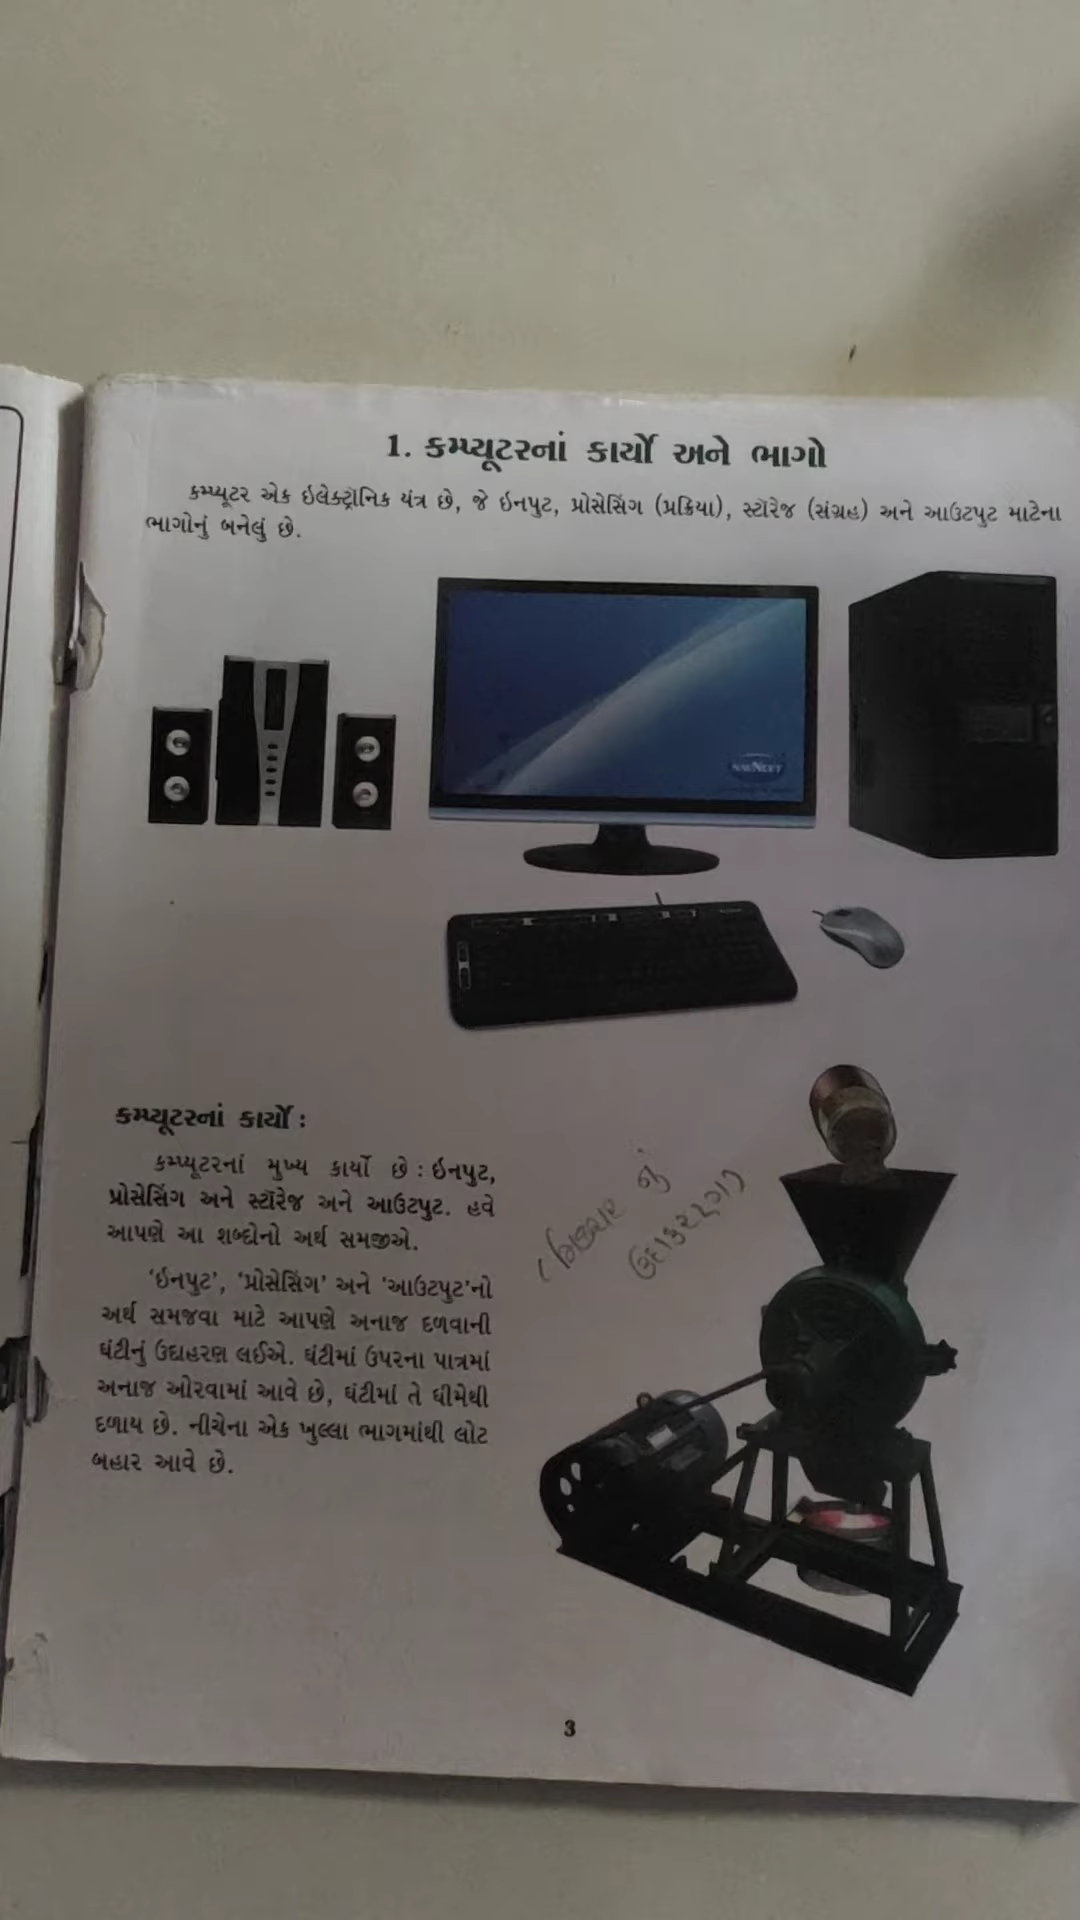 1. કમ્પ્યૂટરનાં કાર્યો અને ભાગો
કમ્પ્યૂટર એક ઇલેક્ટ્રૉનિક યંત્ર છે, જે ઇનપુટ, પ્રોસેસિંગ (પ્રક્રિયા), સ્ટૉરેજ (સંગ્રહ) અને આઉટપુટ માટેના
ભાગોનું બનેલું છે.
NAVNEET
કમ્પ્યૂટરનાં કાર્યો :
કમ્પ્યૂટરનાં મુખ્ય કાર્યો છે : ઇનપુટ,
પ્રોસેસિંગ અને સ્ટૉરેજ અને આઉટપુટ. હવે
આપણે આ શબ્દોનો અર્થ સમજીએ.
‘ઇનપુટ’, ‘પ્રોસેસિંગ’ અને ‘આઉટપુટ’નો
અર્થ સમજવા માટે આપણે અનાજ દળવાની
ઘંટીનું ઉદાહરણ લઈએ. ઘંટીમાં ઉપરના પાત્રમાં
અનાજ ઓરવામાં આવે છે, ઘંટીમાં તે ધીમેથી
દળાય છે. નીચેના એક ખુલ્લા ભાગમાંથી લોટ
બહાર આવે છે.
નું
3